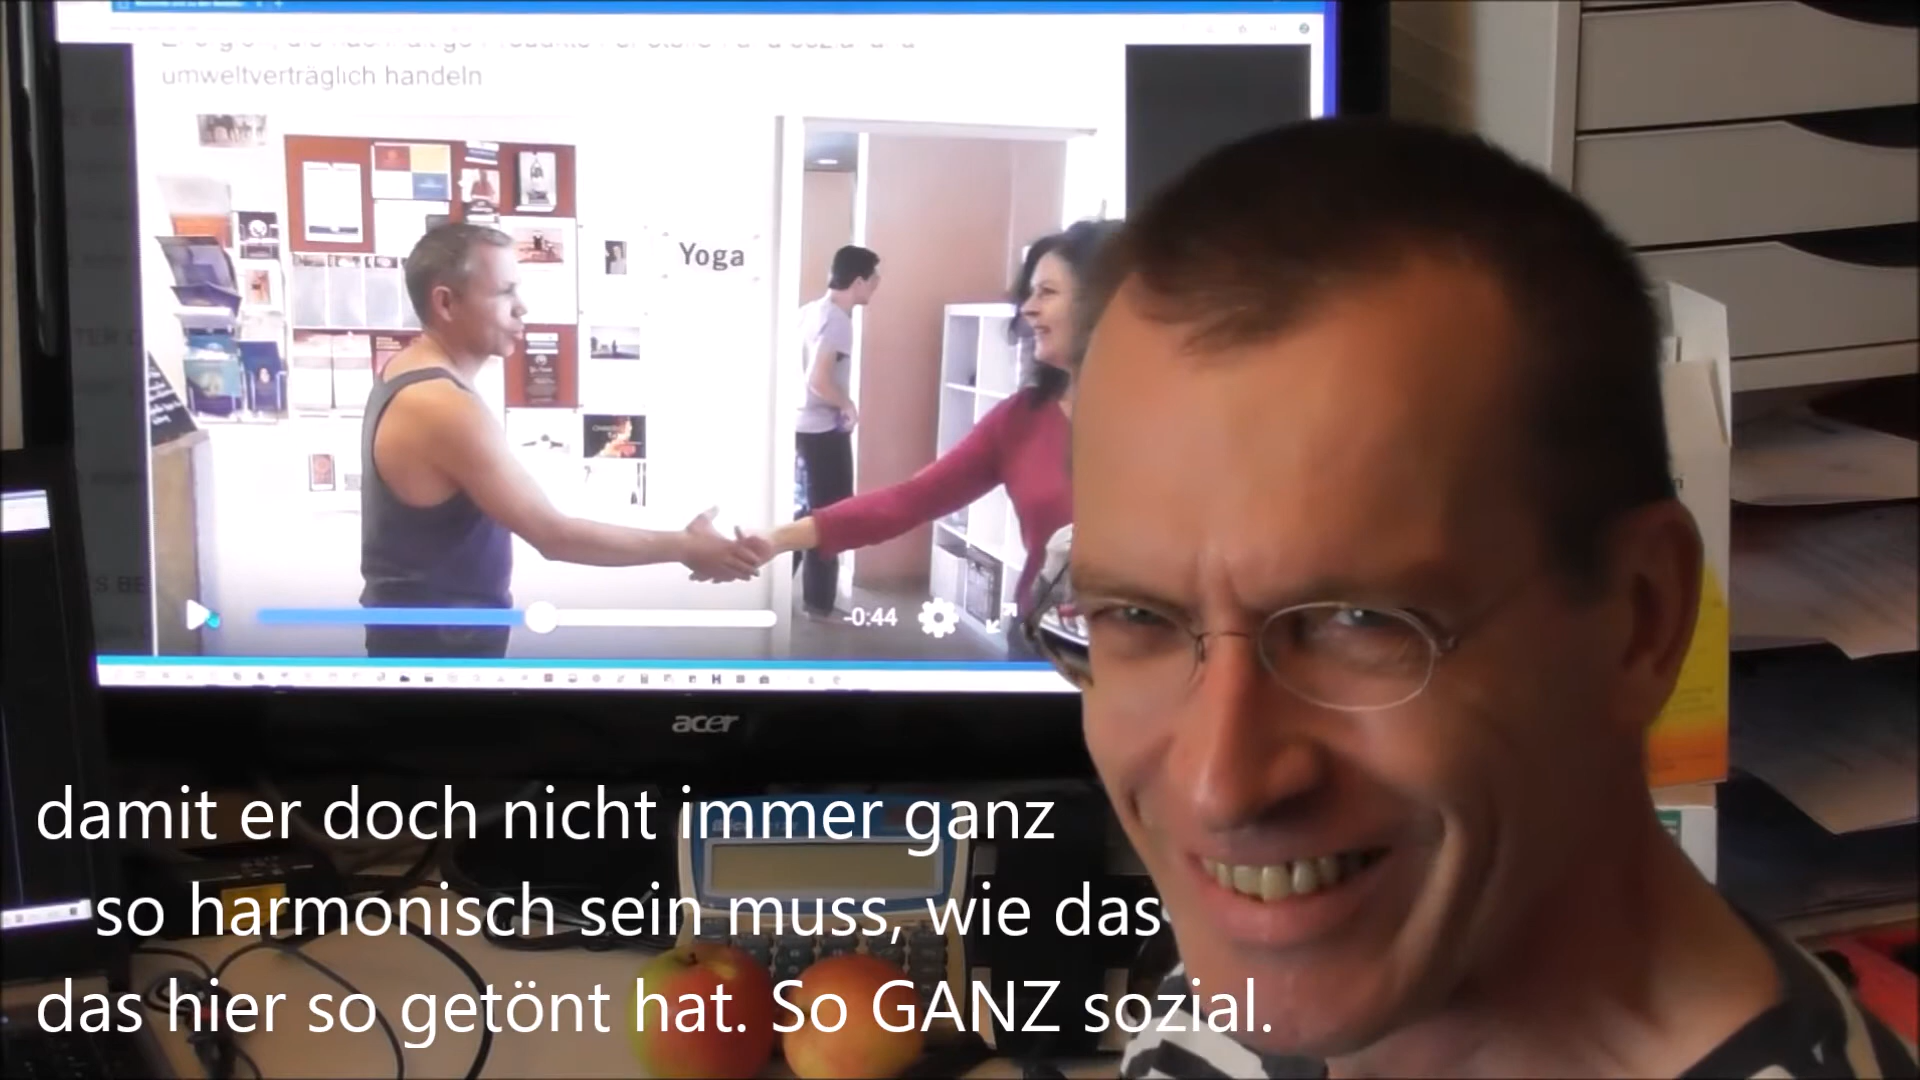 umweltverträglich handeln
Yoga
-0:44
acer
damit er doch nicht immer ganz
so harmonisch sein muss, wie das
das hier so getönt hat. So GANZ sozial.